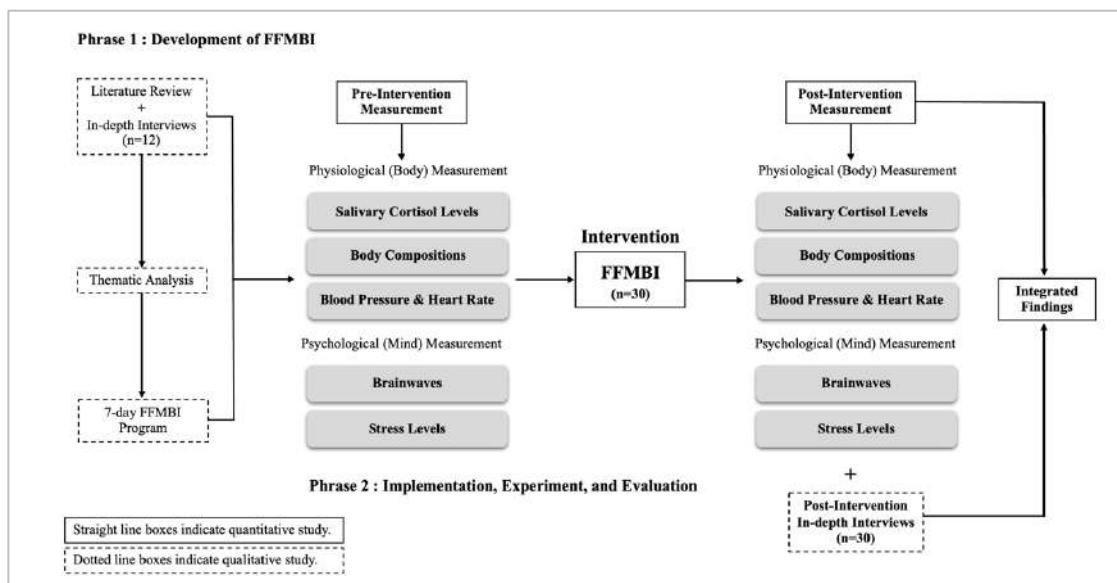 Phrase 1 : Development of FFMBI
Literature Review
+
In-depth Interviews
(n=12)
Thematic Analysis
7-day FFMBI
Program
Pre-Intervention
Measurement
Physiological (Body) Measurement
Salivary Cortisol Levels
Body Compositions
Blood Pressure & Heart Rate
Psychological (Mind) Measurement
Brainwaves
Stress Levels
Intervention
FFMBI
(n=30)
Post-Intervention
Measurement
Physiological (Body) Measurement
Salivary Cortisol Levels
Body Compositions
Blood Pressure & Heart Rate
Psychological (Mind) Measurement
Brainwaves
Stress Levels
+
Post-Intervention
In-depth Interviews
(n=30)
Integrated
Findings
Phrase 2 : Implementation, Experiment, and Evaluation
Straight line boxes indicate quantitative study.
Dotted line boxes indicate qualitative study.